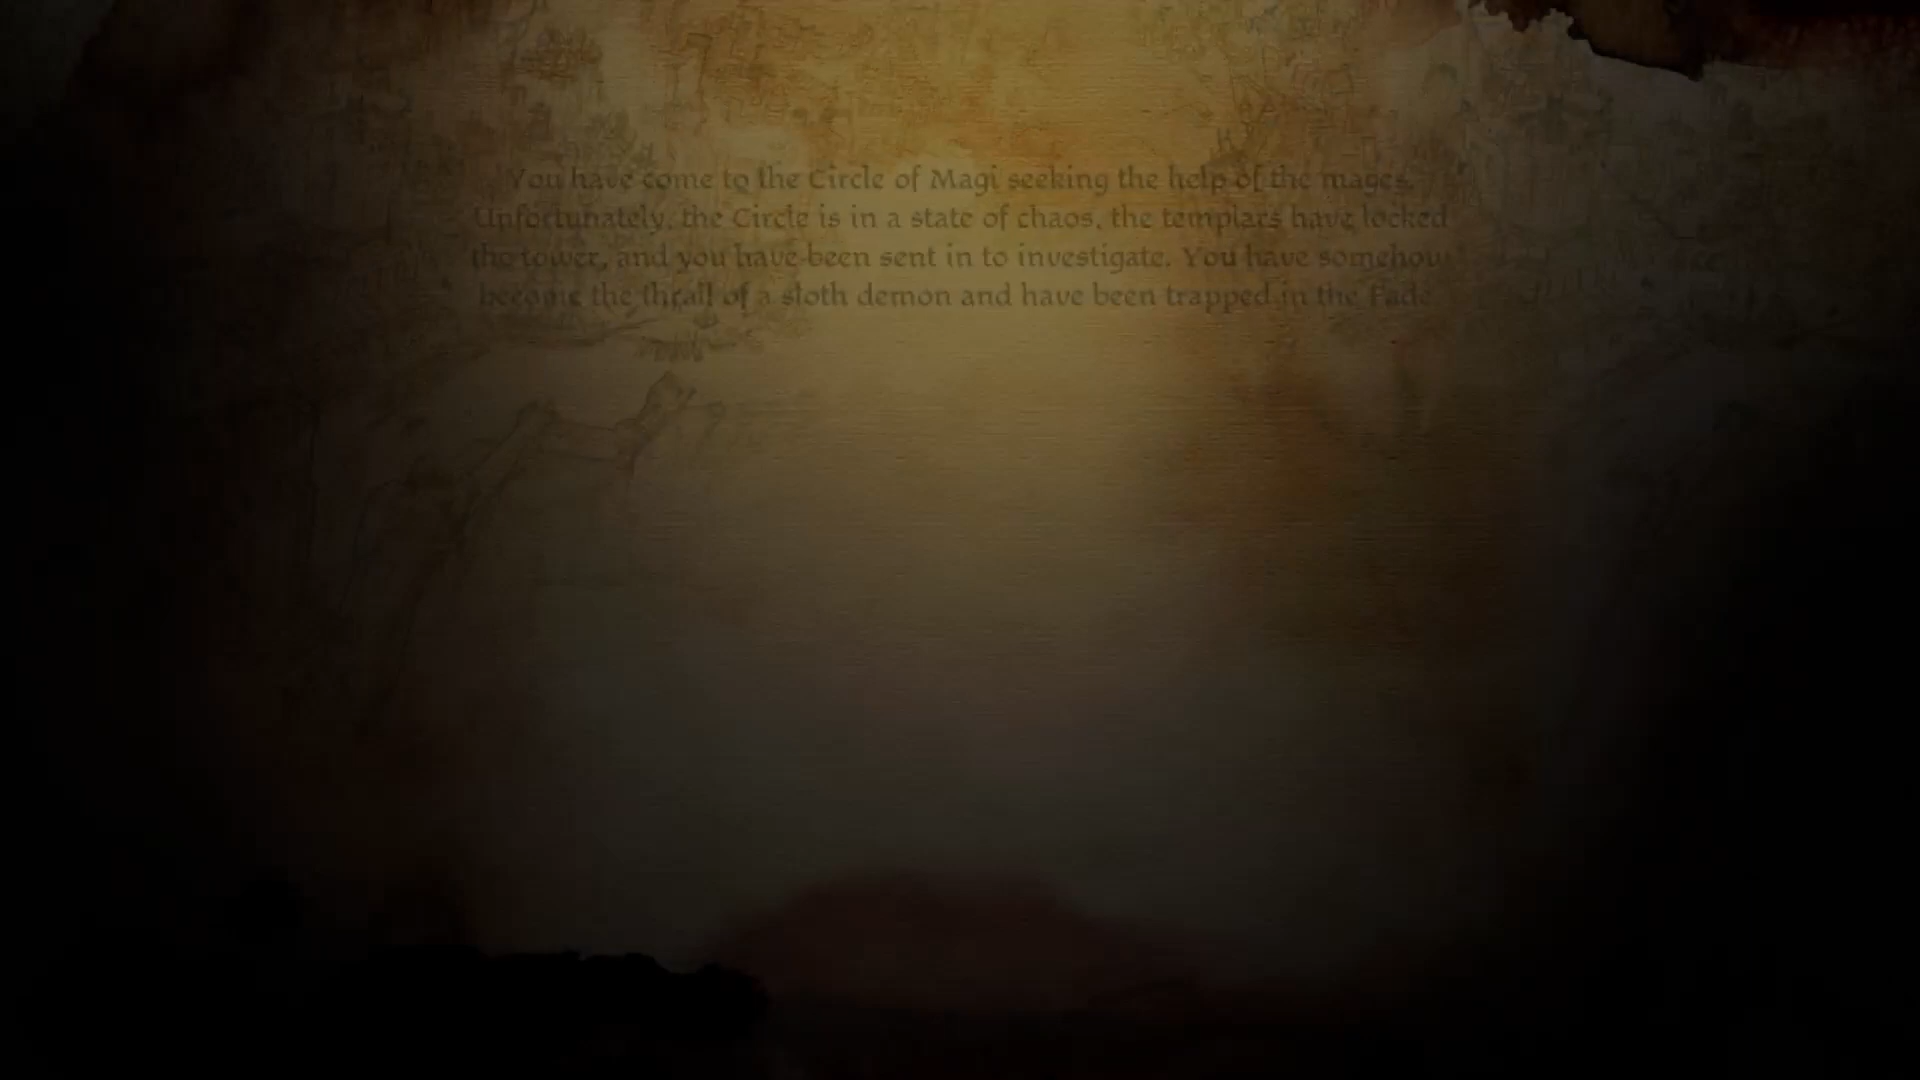 You have come to the Circle of Magi seeking the help of the mages.
Unfortunately, the Circle is in a state of chaos, the templars have locked
the tower, and you have been sent in to investigate. You have somehow
become the thrall of a sloth demon and have been trapped in the Fade